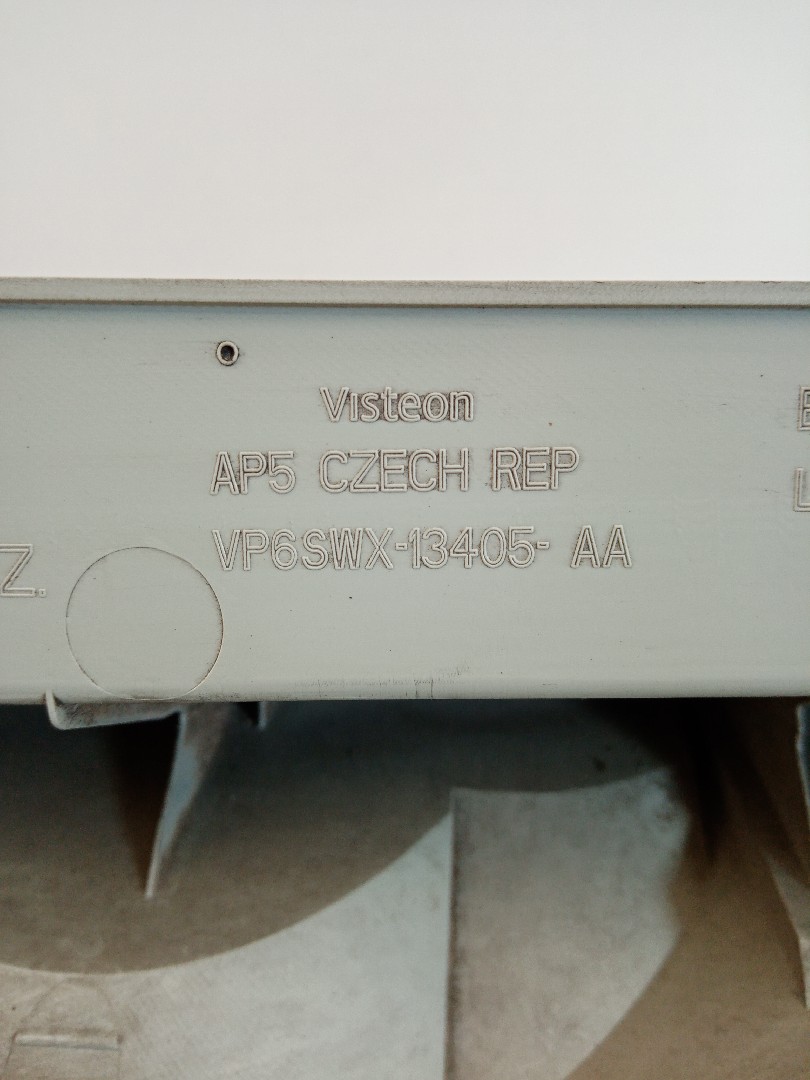 Visteon
AP5 CZECH REP
VP6SWX-13405- AA
Z.